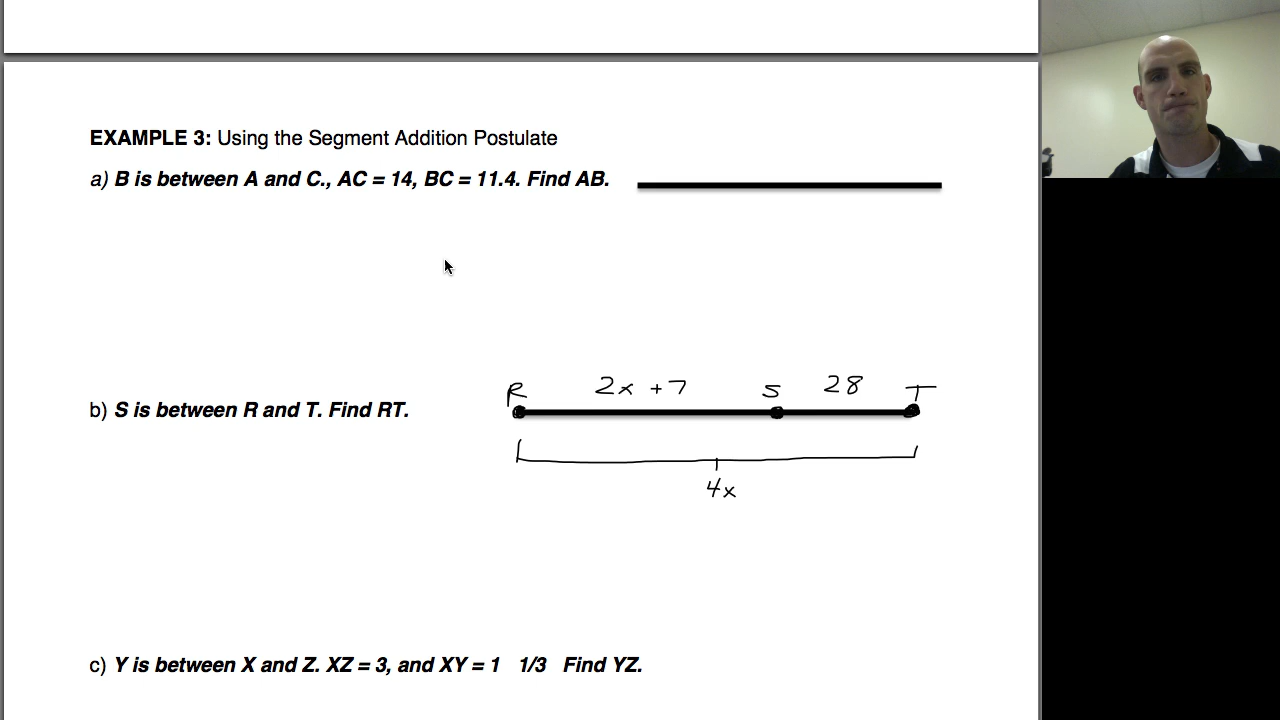 EXAMPLE 3: Using the Segment Addition Postulate
a) B is between A and C., AC = 14, BC = 11.4. Find AB.
R 2x +7 S 28 T
b) S is between R and T. Find RT.
4x
c) Y is between X and Z. XZ = 3, and XY = 1 1/3 Find YZ.